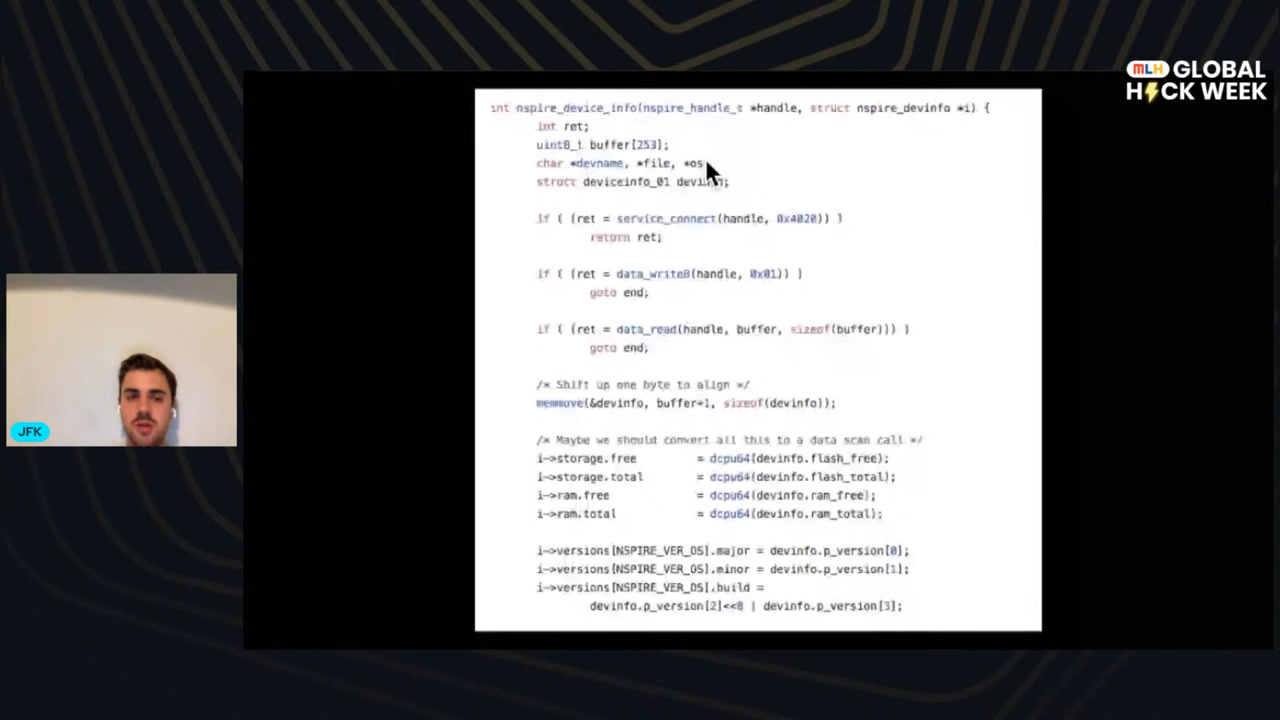 MLH GLOBAL
HCK WEEK
int nspire_device_info(nspire_handle_t *handle, struct nspire_devinfo *i) {
int ret;
uint8_t buffer[253];
char *devname, *file, *os
struct deviceinfo_01 devinfo;
if ( (ret = service_connect(handle, 0x4020)) )
return ret;
if ( (ret = data_write8(handle, 0x01)) )
goto end;
if ( (ret = data_read(handle, buffer, sizeof(buffer))) )
goto end;
/* Shift up one byte to align */
memmove(&devinfo, buffer+1, sizeof(devinfo));
/* Maybe we should convert all this to a data scan call */
i->storage.free = dcpu64(devinfo.flash_free);
i->storage.total = dcpu64(devinfo.flash_total);
i->ram.free = dcpu64(devinfo.ram_free);
i->ram.total = dcpu64(devinfo.ram_total);
i->versions[NSPIRE_VER_OS].major = devinfo.p_version[0];
i->versions[NSPIRE_VER_OS].minor = devinfo.p_version[1];
i->versions[NSPIRE_VER_OS].build =
devinfo.p_version[2]<<8 | devinfo.p_version[3];
JFK